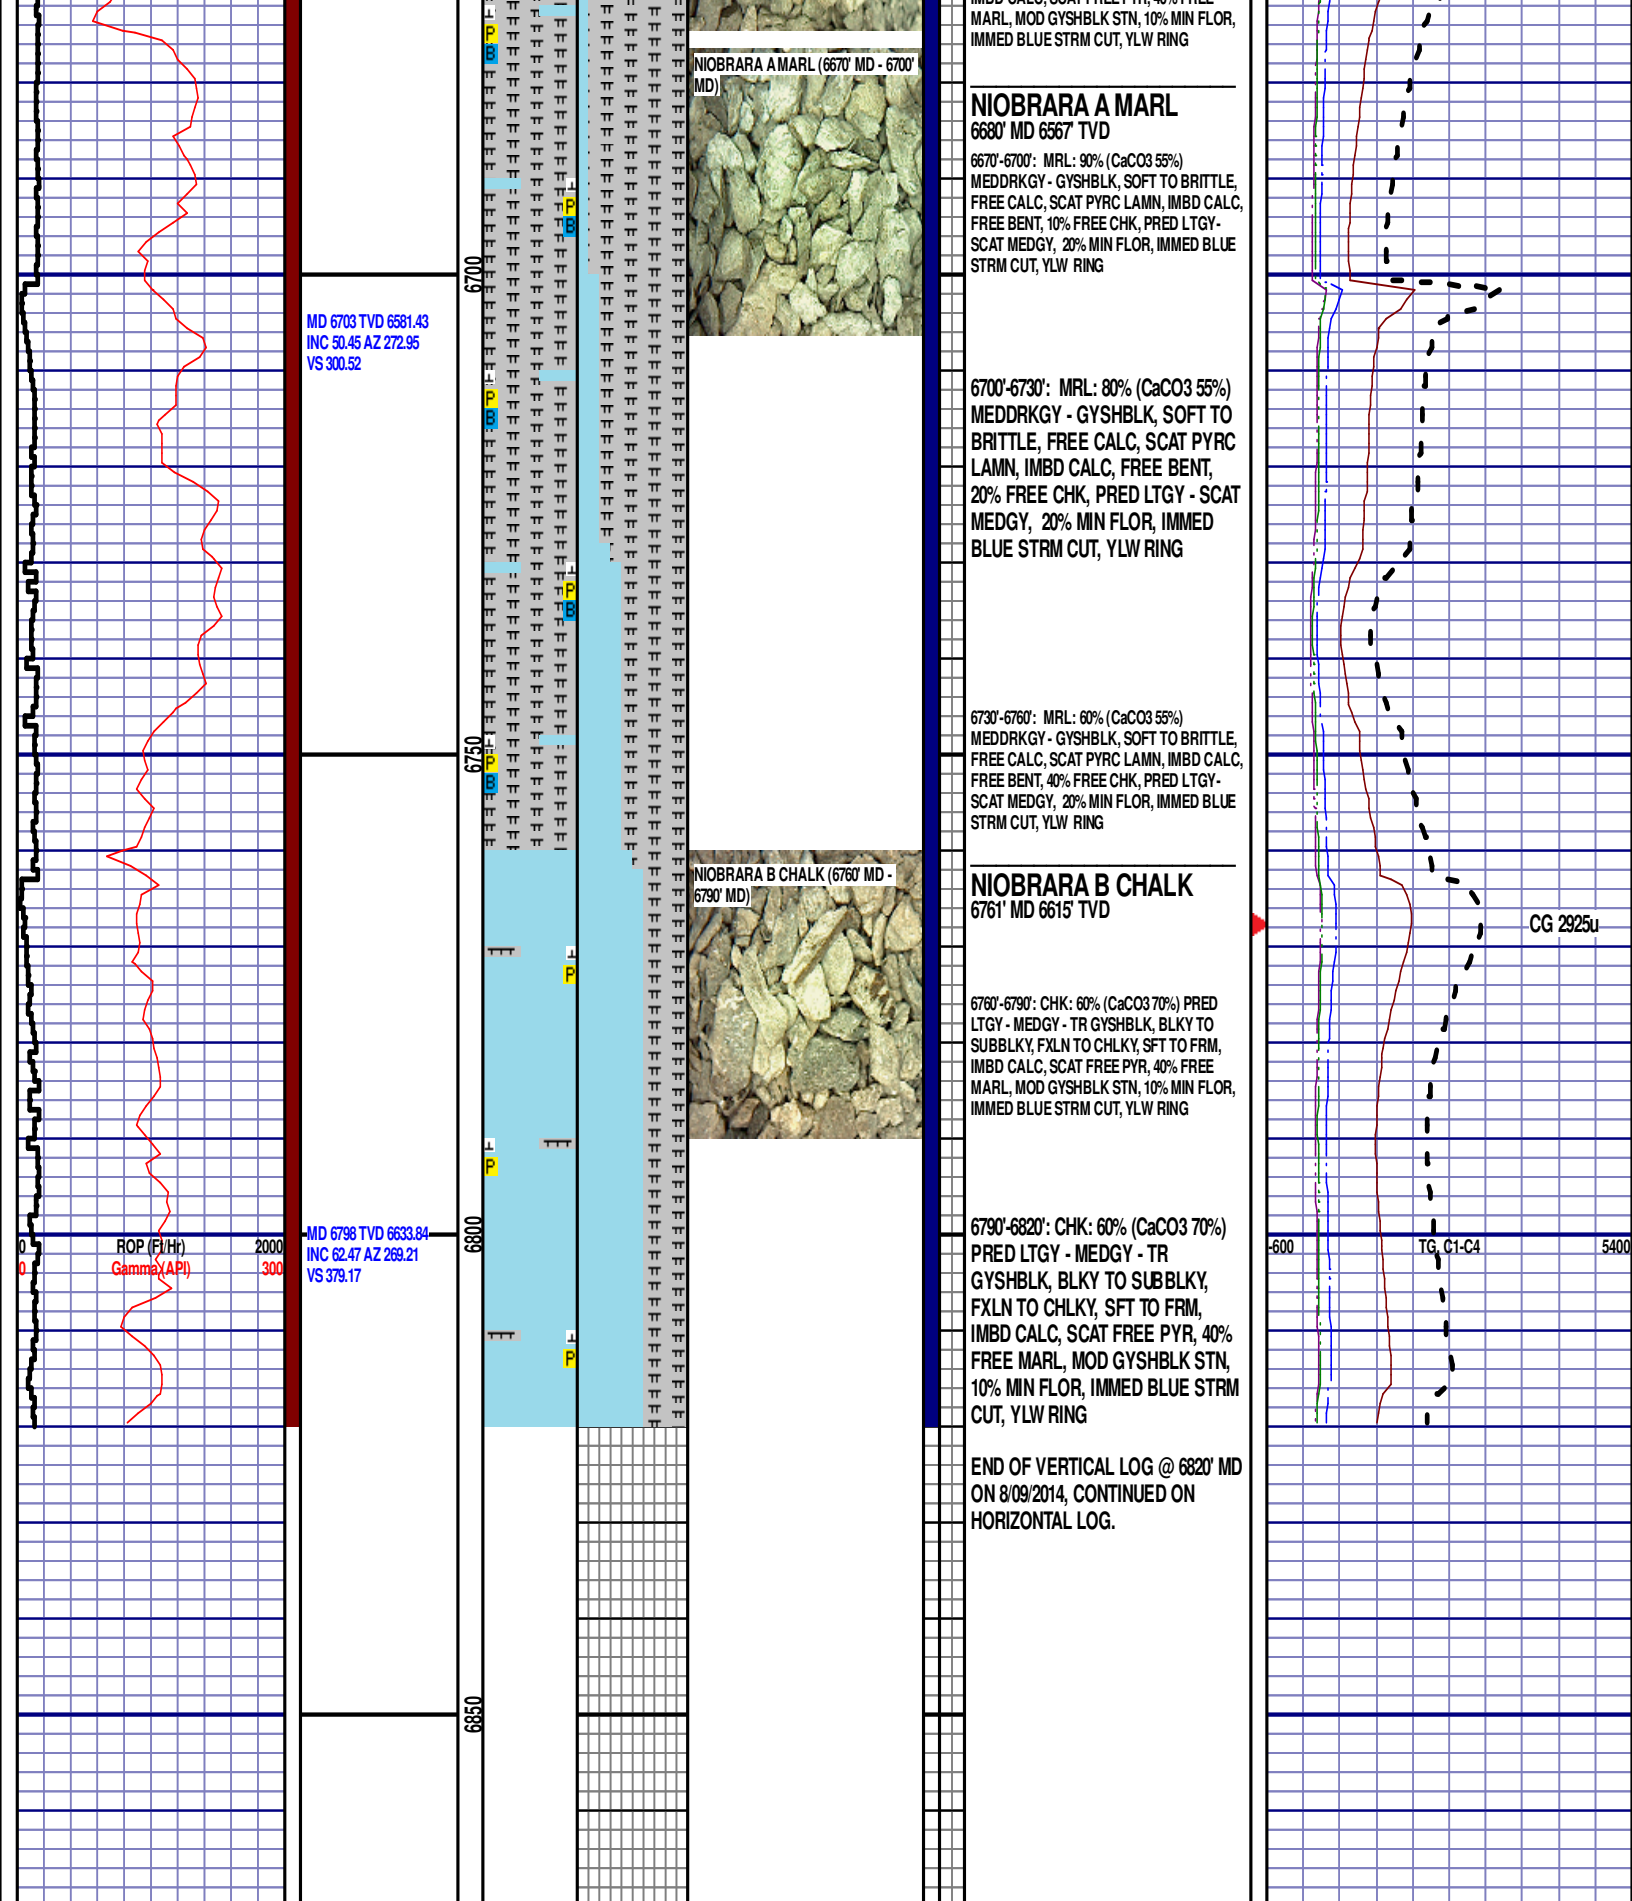 MARL, MOD GYSHBLK STN, 10% MIN FLOR,
IMMED BLUE STRM CUT, YLW RING
P
B
NIOBRARA A MARL (6670' MD - 6700'
MD)
NIOBRARA A MARL
6680' MD 6567' TVD
6670'-6700': MRL: 90% (CaCO3 55%)
MEDDRKGY - GYSHBLK, SOFT TO BRITTLE,
FREE CALC, SCAT PYRC LAMN, IMBD CALC,
FREE BENT, 10% FREE CHK, PRED LTGY-
SCAT MEDGY, 20% MIN FLOR, IMMED BLUE
STRM CUT, YLW RING
P
B
6700
MD 6703 TVD 6581.43
INC 50.45 AZ 272.95
VS 300.52
P
B
6700'-6730': MRL: 80% (CaCO3 55%)
MEDDRKGY - GYSHBLK, SOFT TO
BRITTLE, FREE CALC, SCAT PYRC
LAMN, IMBD CALC, FREE BENT,
20% FREE CHK, PRED LTGY - SCAT
MEDGY, 20% MIN FLOR, IMMED
BLUE STRM CUT, YLW RING
P
B
6730'-6760': MRL: 60% (CaCO3 55%)
MEDDRKGY - GYSHBLK, SOFT TO BRITTLE,
FREE CALC, SCAT PYRC LAMN, IMBD CALC,
FREE BENT, 40% FREE CHK, PRED LTGY-
SCAT MEDGY, 20% MIN FLOR, IMMED BLUE
STRM CUT, YLW RING
6750
P
B
NIOBRARA B CHALK (6760' MD -
6790' MD)
NIOBRARA B CHALK
6761' MD 6615' TVD
CG 2925u
P
6760'-6790': CHK: 60% (CaCO3 70%) PRED
LTGY - MEDGY - TR GYSHBLK, BLKY TO
SUBBLKY, FXLN TO CHLKY, SFT TO FRM,
IMBD CALC, SCAT FREE PYR, 40% FREE
MARL, MOD GYSHBLK STN, 10% MIN FLOR,
IMMED BLUE STRM CUT, YLW RING
P
6800
MD 6798 TVD 6633.84
INC 62.47 AZ 269.21
VS 379.17
0 ROP (Ft/Hr) 2000
0 Gamma (API) 300
6790'-6820': CHK: 60% (CaCO3 70%)
PRED LTGY - MEDGY - TR
GYSHBLK, BLKY TO SUBBLKY,
FXLN TO CHLKY, SFT TO FRM,
IMBD CALC, SCAT FREE PYR, 40%
FREE MARL, MOD GYSHBLK STN,
10% MIN FLOR, IMMED BLUE STRM
CUT, YLW RING
-600 TG, C1-C4 5400
P
END OF VERTICAL LOG @ 6820' MD
ON 8/09/2014, CONTINUED ON
HORIZONTAL LOG.
6850